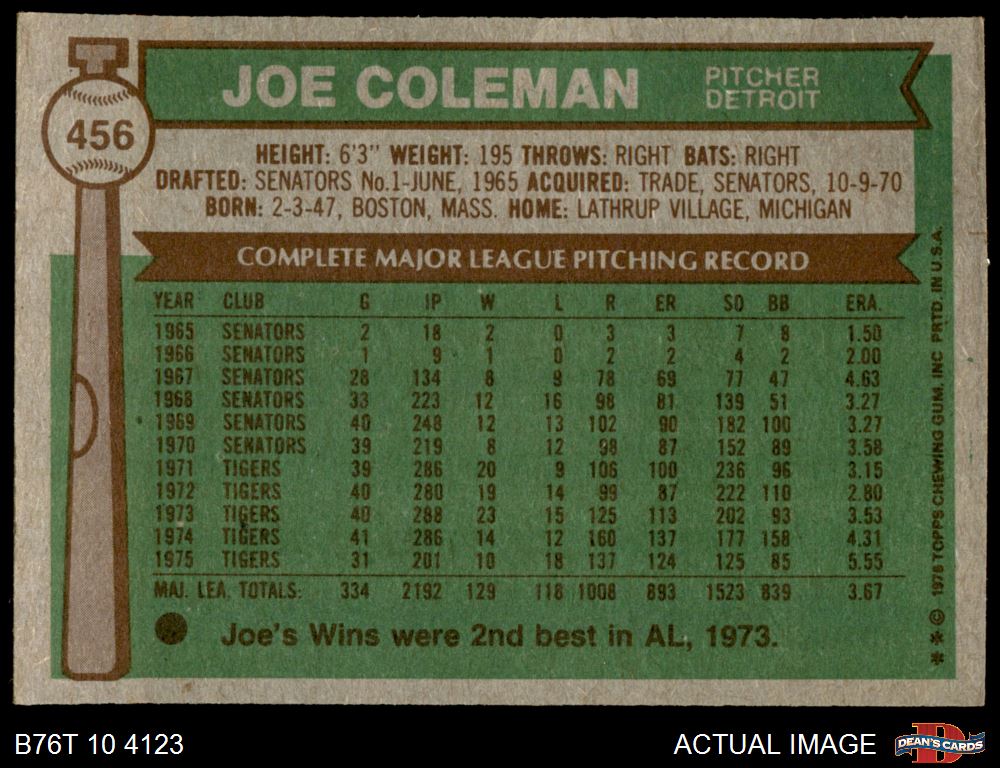 JOE COLEMAN
PITCHER
DETROIT
456
HEIGHT: 6'3" WEIGHT: 195 THROWS: RIGHT BATS: RIGHT
DRAFTED: SENATORS No.1-JUNE, 1965 ACQUIRED: TRADE, SENATORS, 10-9-70
BORN: 2-3-47, BOSTON, MASS. HOME: LATHRUP VILLAGE, MICHIGAN
COMPLETE MAJOR LEAGUE PITCHING RECORD
YEAR CLUB G IP W L R ER SO BB ERA.
1965 SENATORS 2 18 2 0 3 3 7 8 1.50
1966 SENATORS 1 9 1 0 2 2 4 2 2.00
1967 SENATORS 28 134 8 9 78 69 77 47 4.63
1968 SENATORS 33 223 12 16 98 81 139 51 3.27
1969 SENATORS 40 248 12 13 102 90 182 100 3.27
1970 SENATORS 39 219 8 12 98 87 152 89 3.58
1971 TIGERS 39 286 20 9 106 100 236 96 3.15
1972 TIGERS 40 280 19 14 99 87 222 110 2.80
1973 TIGERS 40 288 23 15 125 113 202 93 3.53
1974 TIGERS 41 286 14 12 160 137 177 158 4.31
1975 TIGERS 31 201 10 18 137 124 125 85 5.55
MAJ. LEA. TOTALS: 334 2192 129 118 1008 893 1523 839 3.67
Joe's Wins were 2nd best in AL, 1973.
** © 1976 TOPPS CHEWING GUM, INC PRTD. IN U.S.A.
B76T 10 4123
ACTUAL IMAGE
D
DEAN'S CARDS